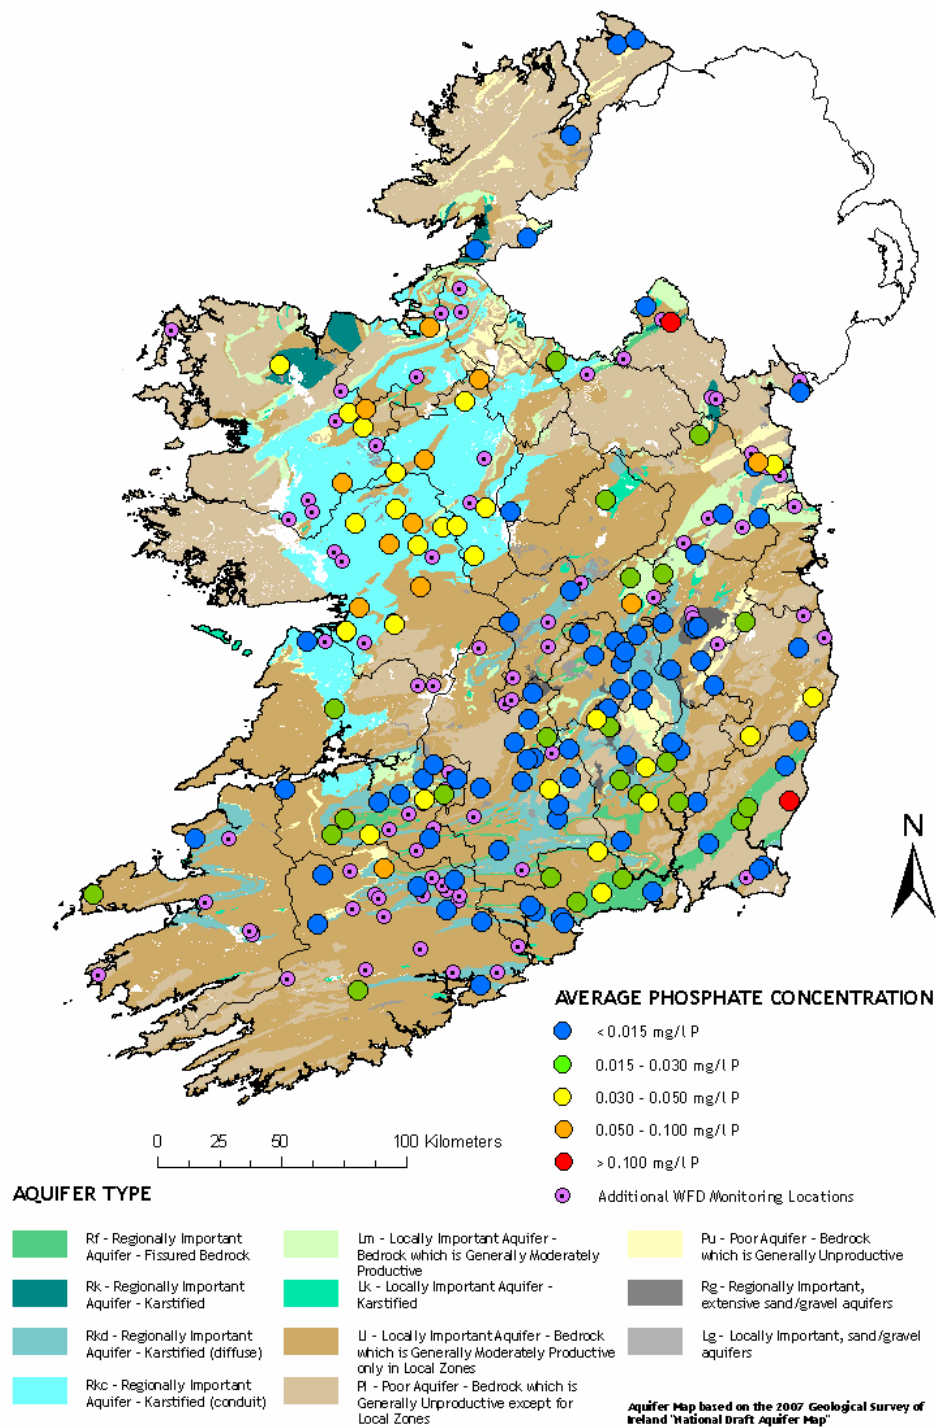 N
AVERAGE PHOSPHATE CONCENTRATION
<0.015 mg/l P
0.015 - 0.030 mg/l P
0.030 - 0.050 mg/l P
0.050 - 0.100 mg/l P
>0.100 mg/l P
Additional WFD Monitoring Locations
0 25 50 100 Kilometers
AQUIFER TYPE
Rf - Regionally Important
Aquifer - Fissured Bedrock
Rk - Regionally Important
Aquifer - Karstified
Rkd - Regionally Important
Aquifer - Karstified (diffuse)
Rkc - Regionally Important
Aquifer - Karstified (conduit)
Lm - Locally Important Aquifer -
Bedrock which is Generally Moderately
Productive
Lk - Locally Important Aquifer -
Karstified
Ll - Locally Important Aquifer - Bedrock
which is Generally Moderately Productive
only in Local Zones
Pl - Poor Aquifer - Bedrock which is
Generally Unproductive except for
Local Zones
Pu - Poor Aquifer - Bedrock
which is Generally Unproductive
Rg - Regionally Important,
extensive sand/gravel aquifers
Lg - Locally Important, sand/gravel
aquifers
Aquifer Map based on the 2007 Geological Survey of
Ireland "National Draft Aquifer Map"